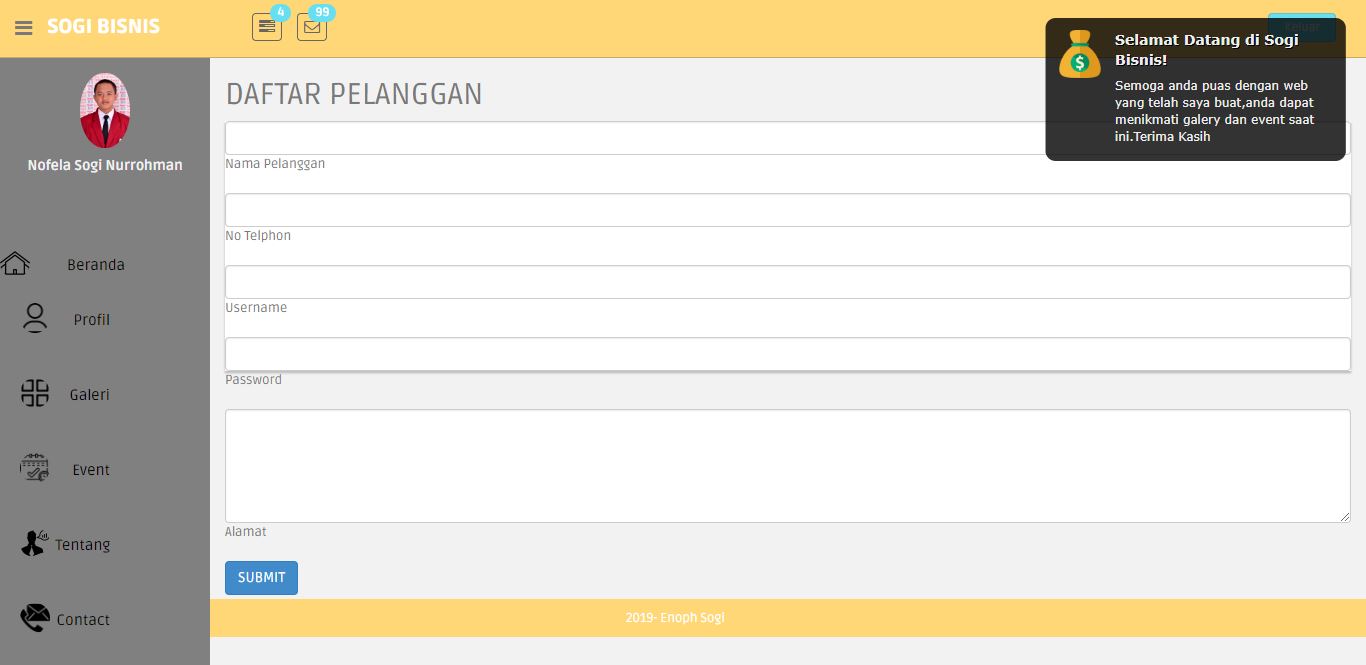 SOGI BISNIS
4
99
Selamat Datang di Sogi
Bisnis!
Semoga anda puas dengan web
yang telah saya buat,anda dapat
menikmati galery dan event saat
ini.Terima Kasih
Nofela Sogi Nurrohman
Beranda
Profil
Galeri
Event
Tentang
Contact
DAFTAR PELANGGAN
Nama Pelanggan
No Telphon
Username
Password
Alamat
SUBMIT
2019- Enoph Sogi